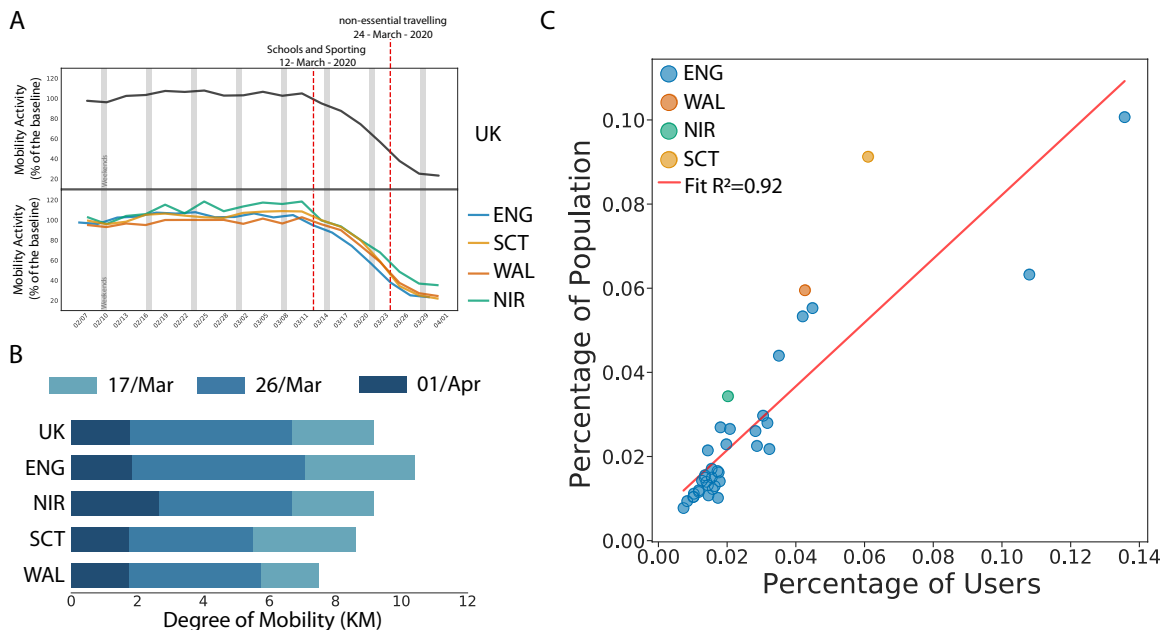 A
non-essential travelling
24 - March - 2020
Schools and Sporting
12- March - 2020
Mobility Activity
(% of the baseline)
120
100
80
60
40
20
Weekends
UK
Mobility Activity
(% of the baseline)
120
100
80
60
40
20
Weekends
ENG
SCT
WAL
NIR
02/07
02/10
02/13
02/16
02/19
02/22
02/25
02/28
03/02
03/05
03/08
03/11
03/14
03/17
03/20
03/23
03/26
03/29
04/01
B
17/Mar
26/Mar
01/Apr
UK
ENG
NIR
SCT
WAL
0 2 4 6 8 10 12
Degree of Mobility (KM)
C
ENG
WAL
NIR
SCT
Fit R²=0.92
Percentage of Population
0.10
0.08
0.06
0.04
0.02
0.00
0.00 0.02 0.04 0.06 0.08 0.10 0.12 0.14
Percentage of Users